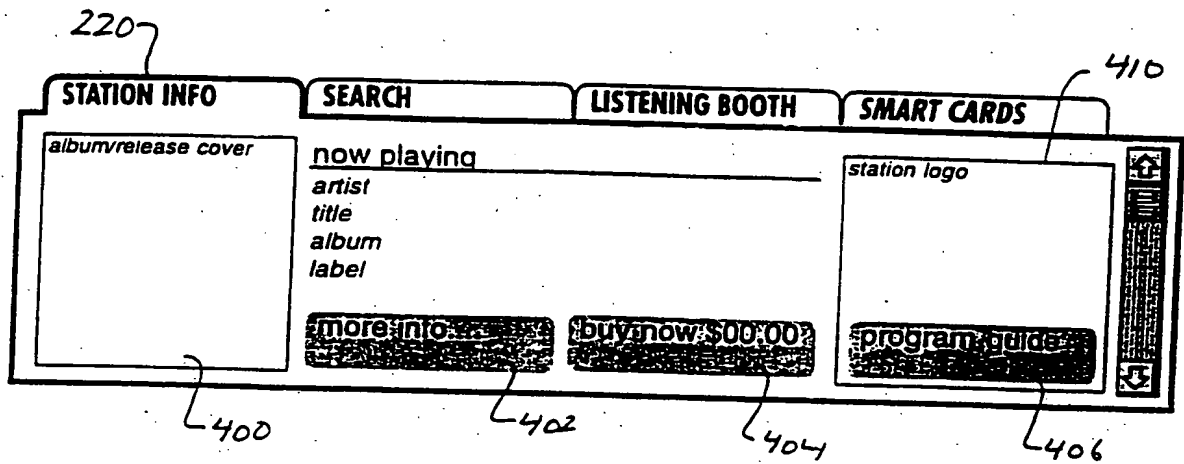 220
410
STATION INFO
SEARCH
LISTENING BOOTH
SMART CARDS
album/release cover
now playing
artist
title
album
label
station logo
more info
buy now $00.00
program guide
400
402
404
406